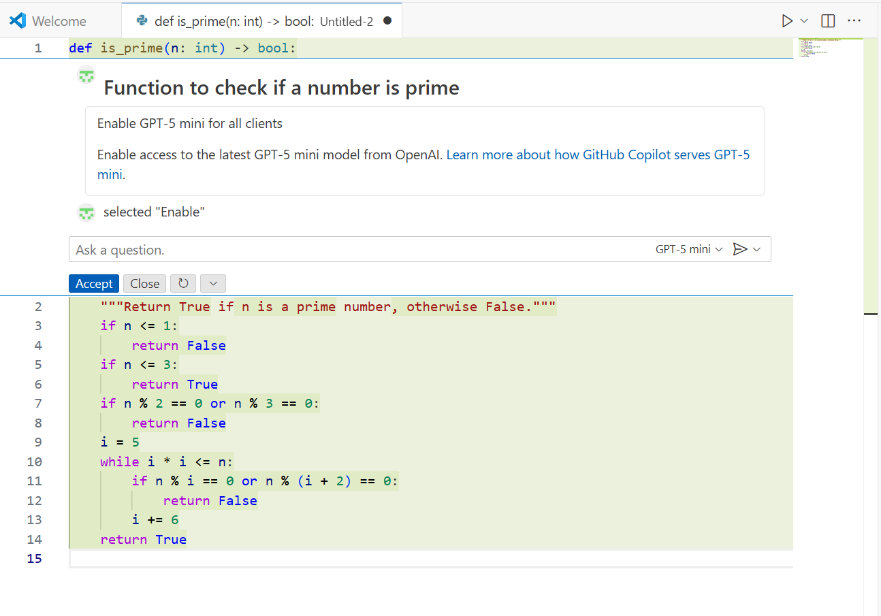 Welcome
def is_prime(n: int) -> bool: Untitled-2
1 def is_prime(n: int) -> bool:
Function to check if a number is prime
Enable GPT-5 mini for all clients
Enable access to the latest GPT-5 mini model from OpenAI. Learn more about how GitHub Copilot serves GPT-5
mini.
selected "Enable"
Ask a question. GPT-5 mini
Accept Close
2 """Return True if n is a prime number, otherwise False."""
3 if n <= 1:
4 return False
5 if n <= 3:
6 return True
7 if n % 2 == 0 or n % 3 == 0:
8 return False
9 i = 5
10 while i * i <= n:
11 if n % i == 0 or n % (i + 2) == 0:
12 return False
13 i += 6
14 return True
15